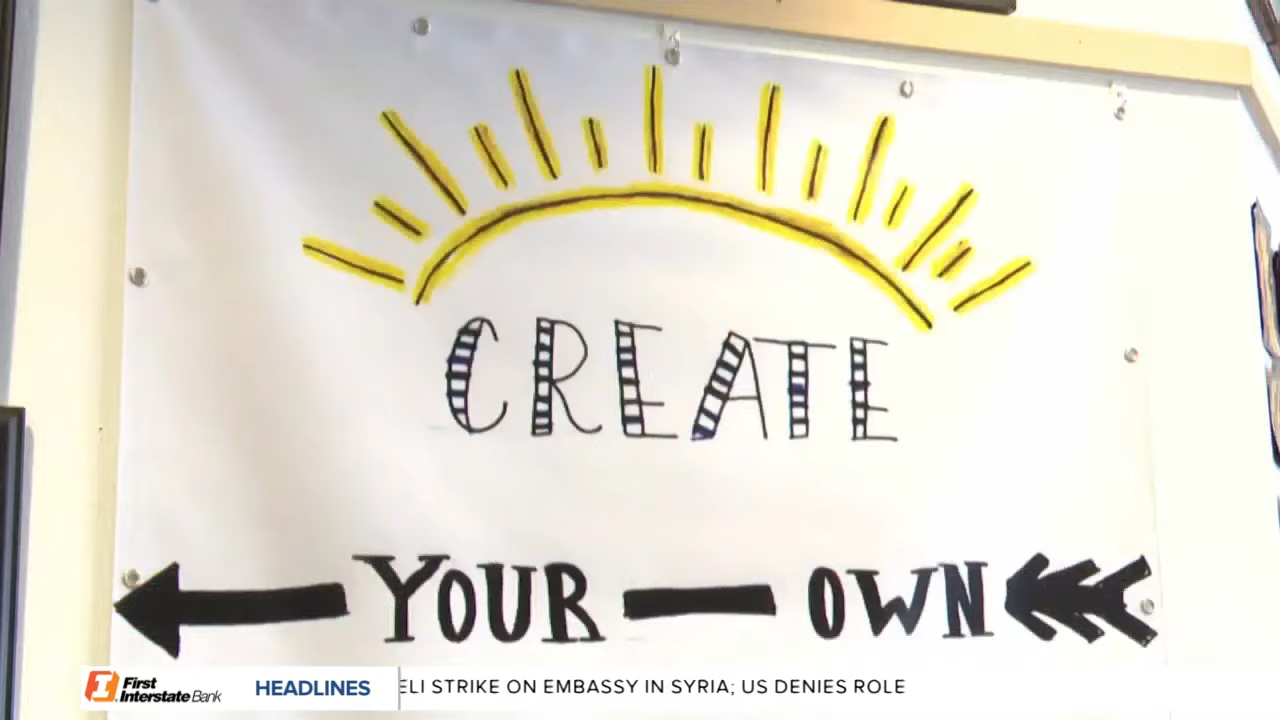 CREATE
YOUR OWN
First
Interstate Bank
HEADLINES
ELI STRIKE ON EMBASSY IN SYRIA; US DENIES ROLE